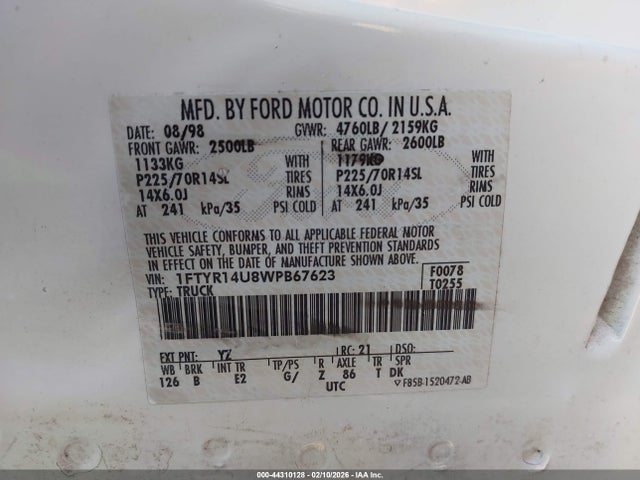 MFD. BY FORD MOTOR CO. IN U.S.A.
DATE: 08/98 GVWR: 4760LB/ 2159KG
FRONT GAWR: 2500LB REAR GAWR: 2600LB
1133KG WITH 1179KG WITH
P225/70R14SL TIRES P225/70R14SL TIRES
14X6.0J RIMS 14X6.0J RIMS
AT 241 kPa/35 PSI COLD AT 241 kPa/35 PSI COLD
THIS VEHICLE CONFORMS TO ALL APPLICABLE FEDERAL MOTOR
VEHICLE SAFETY, BUMPER, AND THEFT PREVENTION STANDARDS
IN EFFECT ON THE DATE OF MANUFACTURE SHOWN ABOVE.
VIN: 1FTYR14U8WPB67623 F0078
TYPE: TRUCK T0255
EXT PNT: YZ RC: 21 DSO:
WB BRK INT TR TP/PS R AXLE TR SPR
126 B E2 G/ Z 86 T DK
UTC F85B-1520472-AB
000-44310128 - 02/10/2026 - IAAI.com